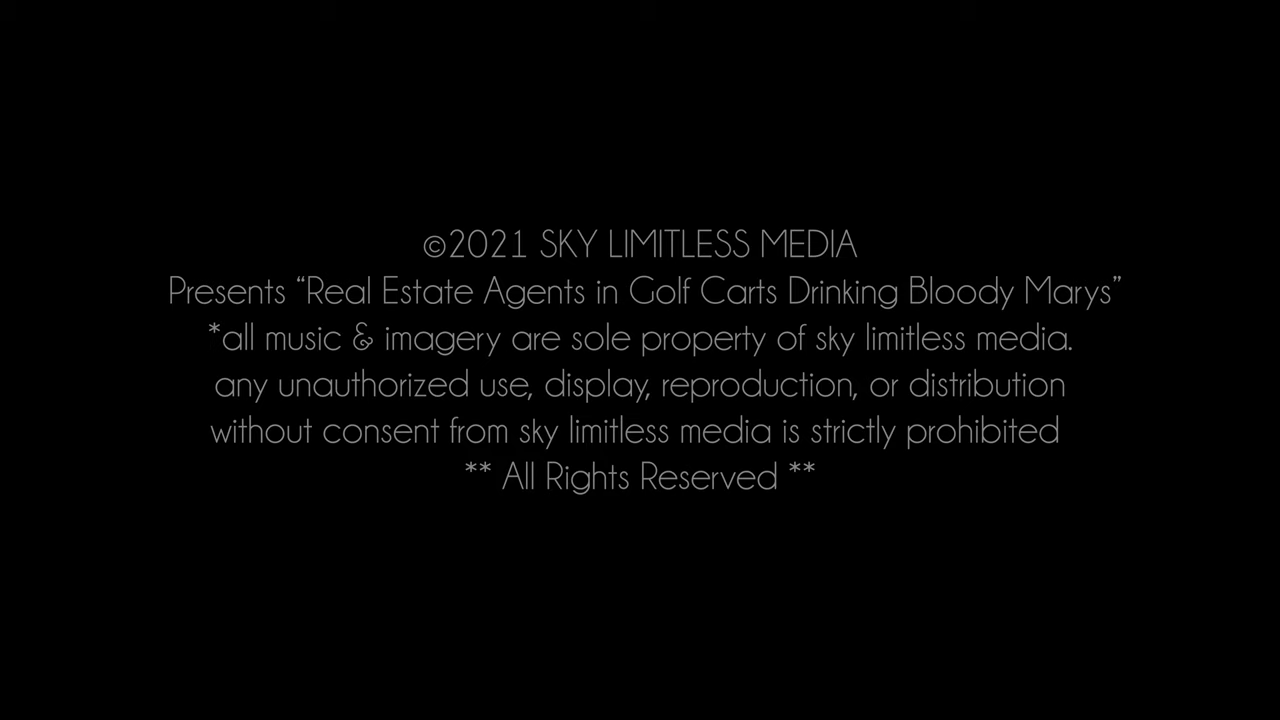 ©2021 SKY LIMITLESS MEDIA
Presents “Real Estate Agents in Golf Carts Drinking Bloody Marys”
*all music & imagery are sole property of sky limitless media.
any unauthorized use, display, reproduction, or distribution
without consent from sky limitless media is strictly prohibited
** All Rights Reserved **